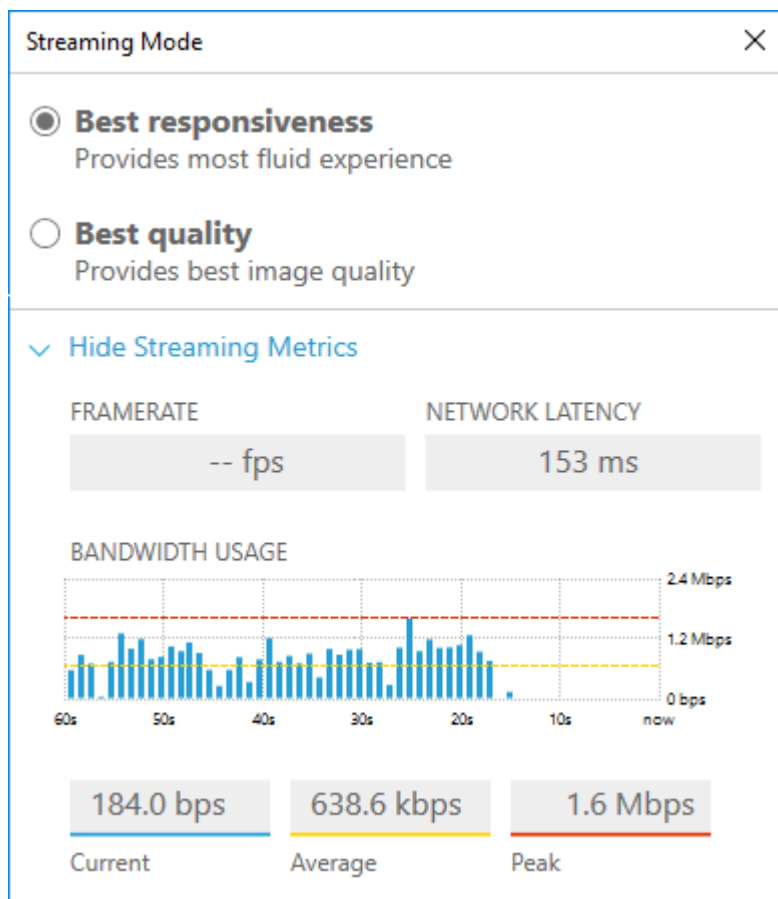 Streaming Mode
Best responsiveness
Provides most fluid experience
Best quality
Provides best image quality
Hide Streaming Metrics
FRAMERATE
-- fps
NETWORK LATENCY
153 ms
BANDWIDTH USAGE
2.4 Mbps
1.2 Mbps
0 bps
60s 50s 40s 30s 20s 10s now
184.0 bps 638.6 kbps 1.6 Mbps
Current Average Peak